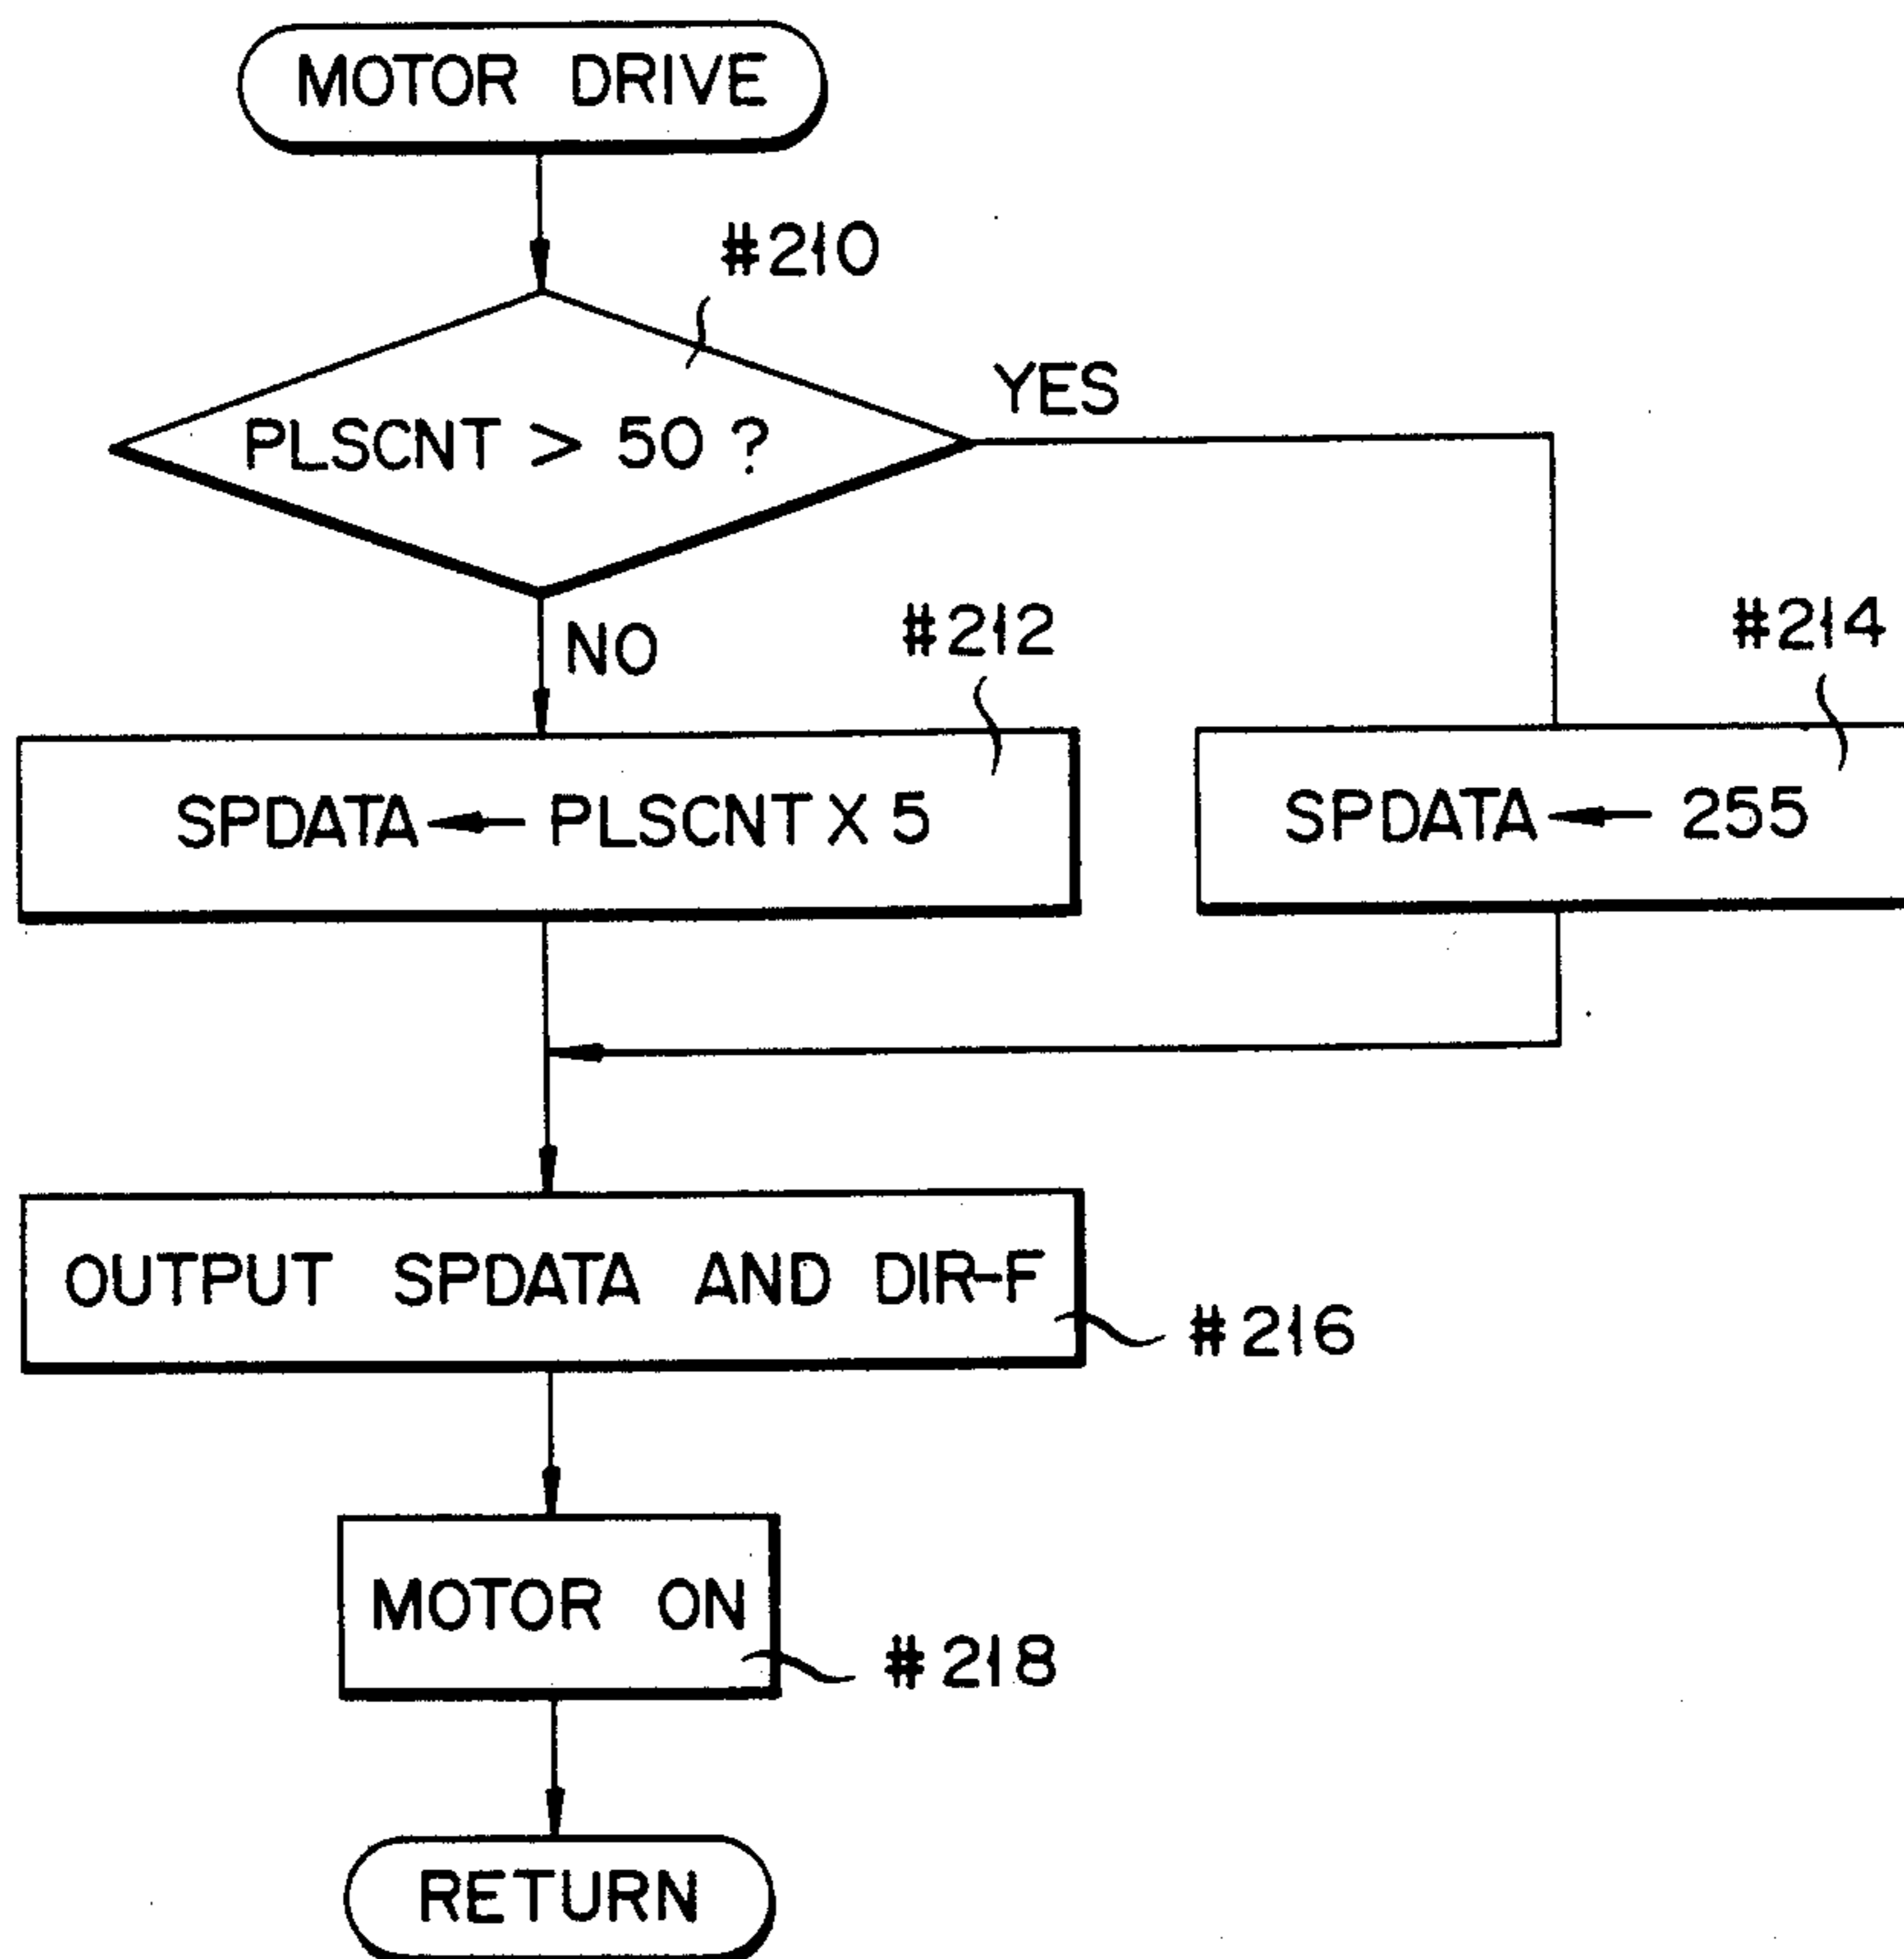 MOTOR DRIVE
#210
PLSCNT > 50 ?
YES
NO
#212
#214
SPDATA ← PLSCNT X 5
SPDATA ← 255
OUTPUT SPDATA AND DIR-F
#216
MOTOR ON
#218
RETURN